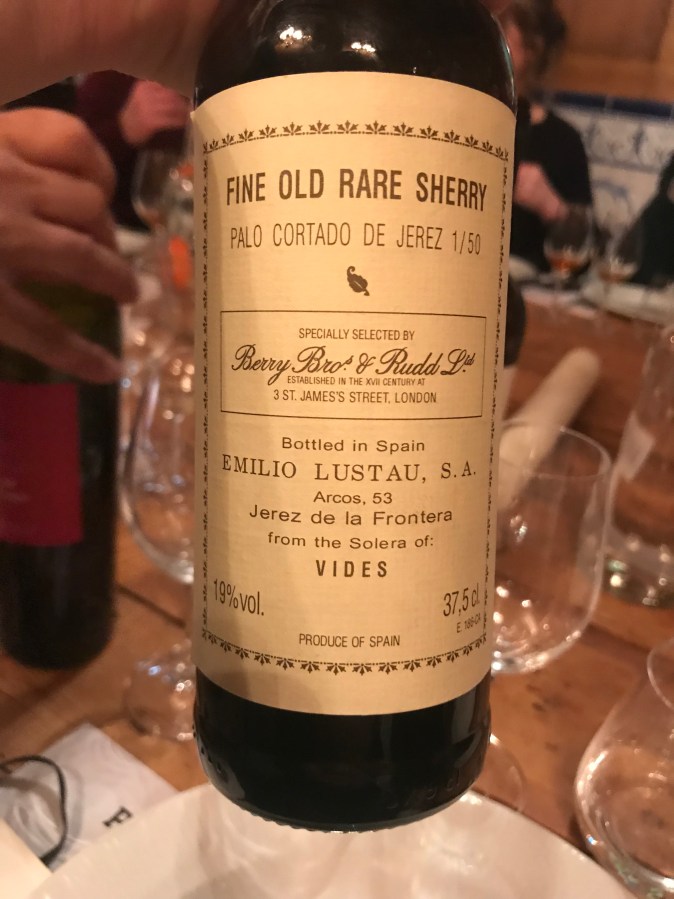 FINE OLD RARE SHERRY
PALO CORTADO DE JEREZ 1/50
SPECIALLY SELECTED BY
Berry Bros. & Rudd Ltd
ESTABLISHED IN THE XVII CENTURY AT
3 ST. JAMES'S STREET, LONDON
Bottled in Spain
EMILIO LUSTAU, S.A.
Arcos, 53
Jerez de la Frontera
from the Solera of:
VIDES
19%vol.
37,5 cl.
PRODUCE OF SPAIN